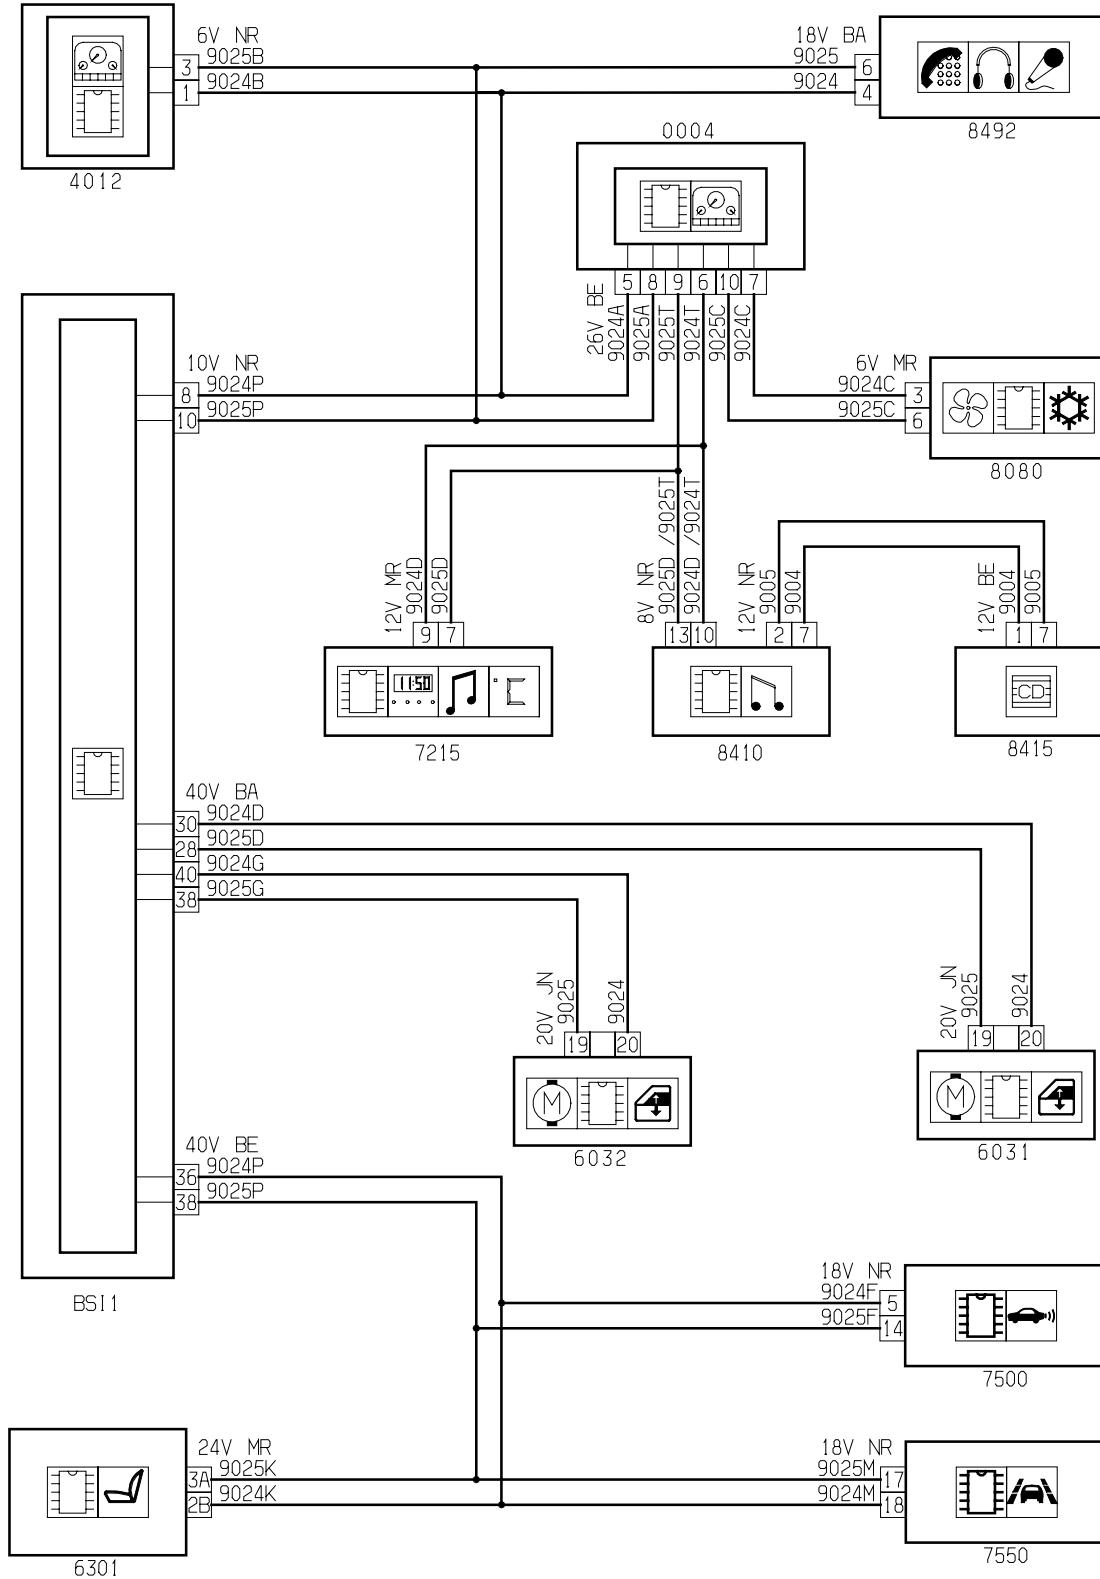 6V NR
9025B
3
9024B
1
4012
18V BA
9025
6
9024
4
8492
0004
5 8 9 6 10 7
26V BE
9024A
9025A
9025T
9024T
9025C
9024C
10V NR
9024P
8
9025P
10
6V MR
9024C
3
9025C
6
8080
12V MR
9024D
9025D
9 7
11:50
°C
7215
8V NR
9025D /9025T
9024D /9024T
13 10
12V NR
9005
9004
2 7
8410
12V BE
9004
9005
1 7
CD
8415
40V BA
9024D
30
9025D
28
9024G
40
9025G
38
20V JN
9025
9024
19 20
M
6032
20V JN
9025
9024
19 20
M
6031
40V BE
9024P
36
9025P
38
BSI1
18V NR
9024F
5
9025F
14
7500
24V MR
9025K
3A
9024K
2B
6301
18V NR
9025M
17
9024M
18
7550